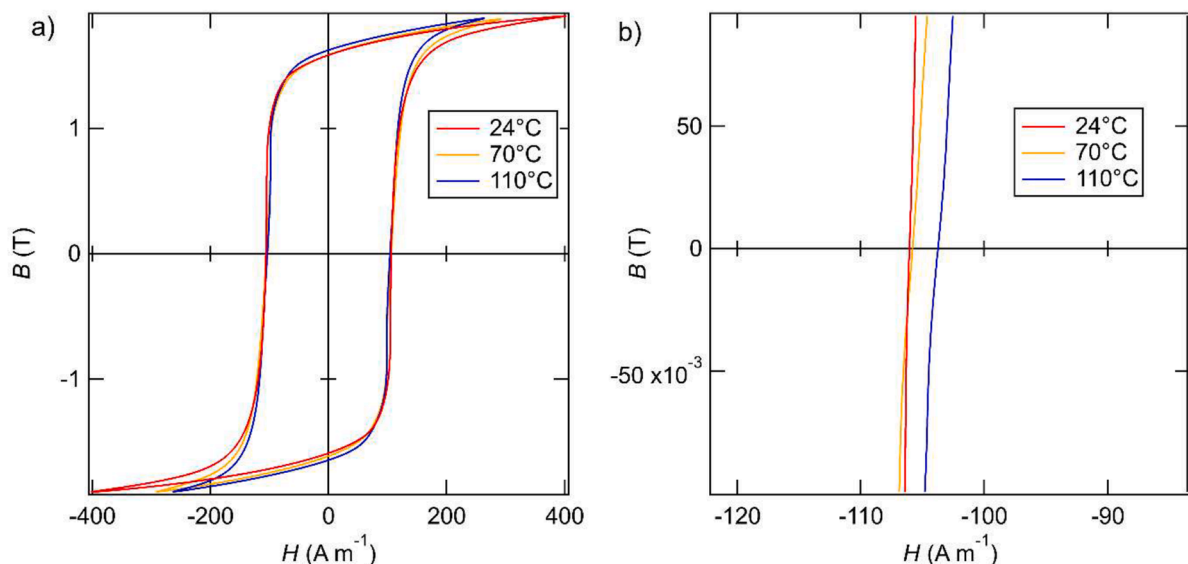 a)
B (T)
1
0
-1
-400
-200
0
200
400
H (A m⁻¹)
24°C
70°C
110°C
b)
B (T)
50
0
-50 x10⁻³
-120
-110
-100
-90
H (A m⁻¹)
24°C
70°C
110°C